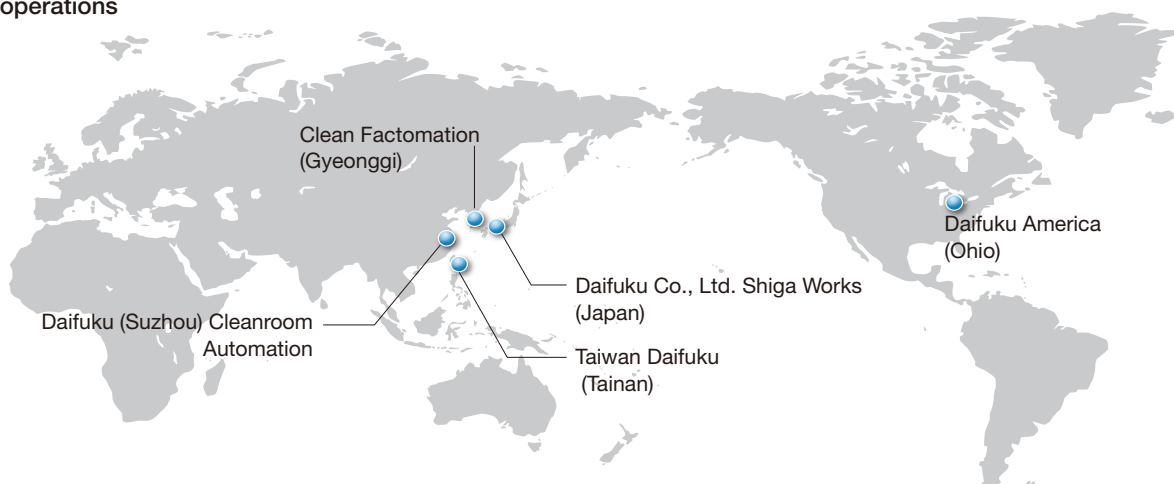 operations
Clean Factomation
(Gyeonggi)
Daifuku America
(Ohio)
Daifuku Co., Ltd. Shiga Works
(Japan)
Daifuku (Suzhou) Cleanroom
Automation
Taiwan Daifuku
(Tainan)